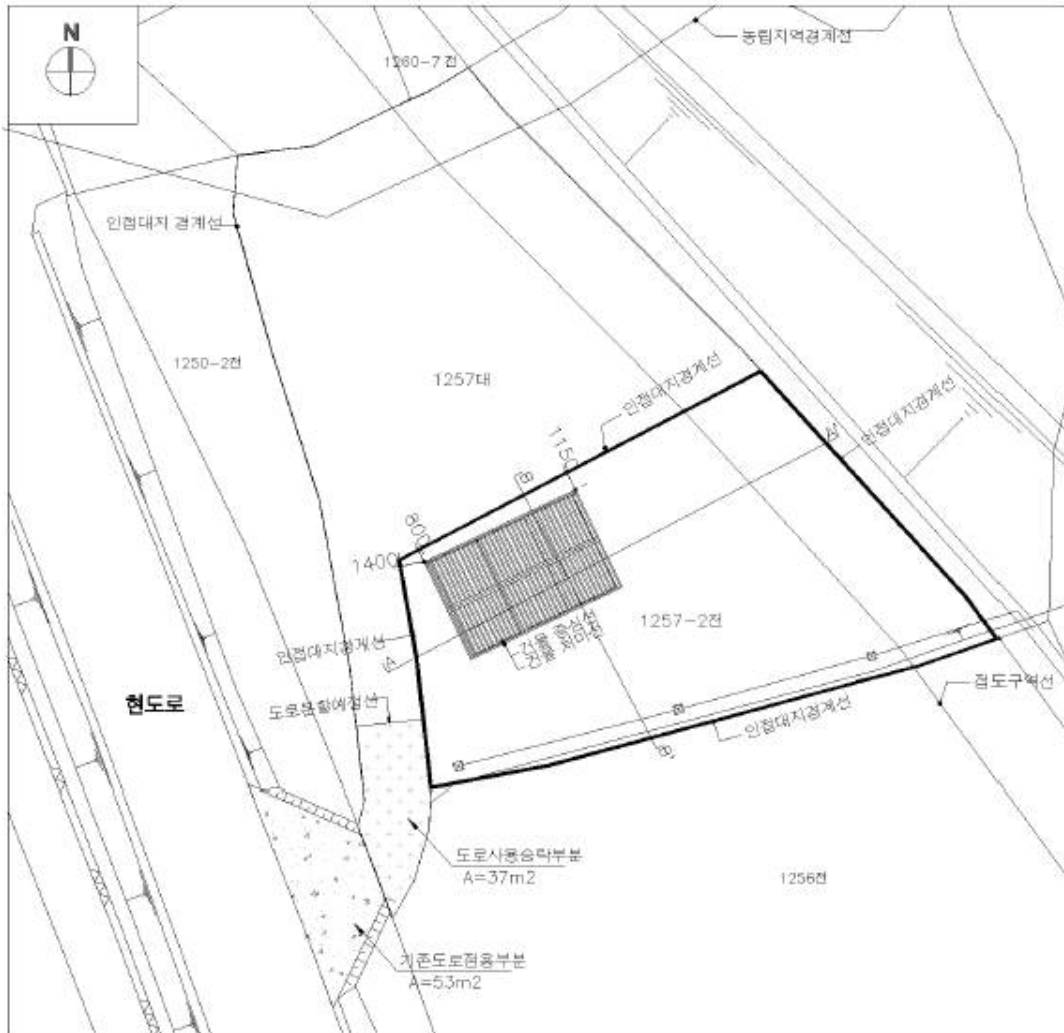 N
농림지역경계선
1260-7전
인접대지 경계선
1250-2전
1257대
인접대지경계선
인접대지경계선
A'
1150
B
800
1400
1257-2전
인접대지경계선
A
건물중심선
건물처마선
현도로
도로분할예정선
접도구역선
인접대지경계선
B'
도로사용승락부분
A=37m2
1256전
기존도로점용부분
A=53m2